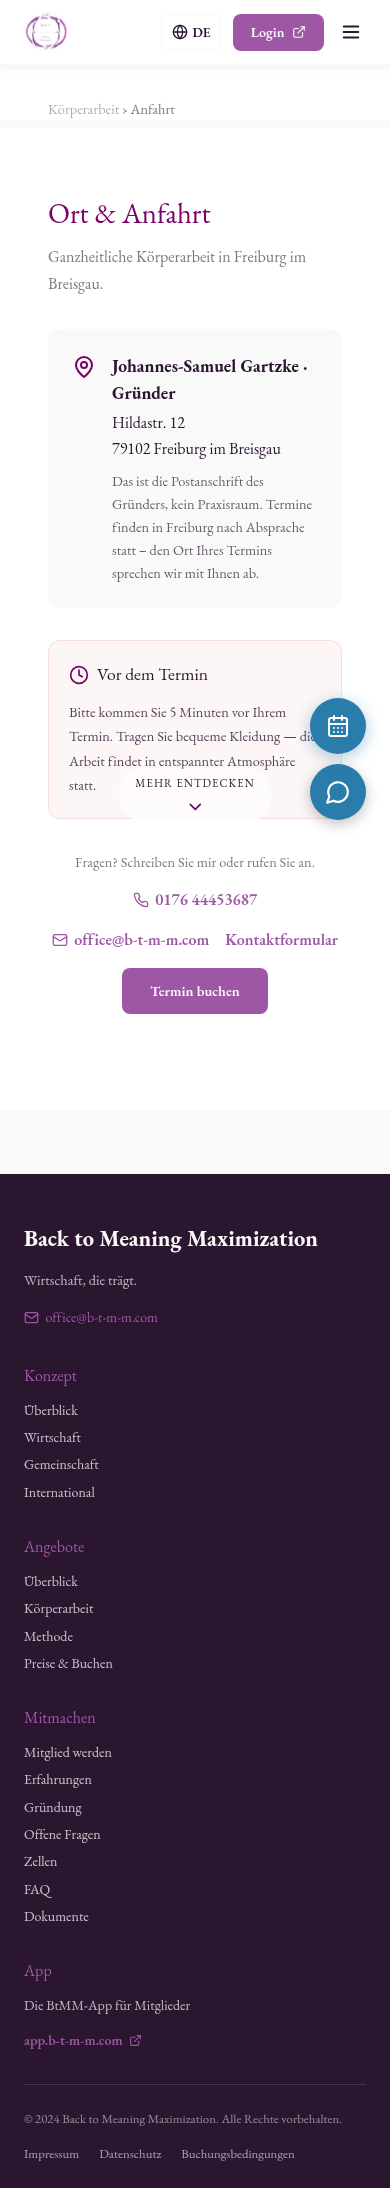 DE
Login
Körperarbeit › Anfahrt
Ort & Anfahrt
Ganzheitliche Körperarbeit in Freiburg im
Breisgau.
Johannes-Samuel Gartzke ·
Gründer
Hildastr. 12
79102 Freiburg im Breisgau
Das ist die Postanschrift des
Gründers, kein Praxisraum. Termine
finden in Freiburg nach Absprache
statt – den Ort Ihres Termins
sprechen wir mit Ihnen ab.
Vor dem Termin
Bitte kommen Sie 5 Minuten vor Ihrem
Termin. Tragen Sie bequeme Kleidung — die
Arbeit findet in entspannter Atmosphäre
statt.
MEHR ENTDECKEN
Fragen? Schreiben Sie mir oder rufen Sie an.
0176 44453687
office@b-t-m-m.com Kontaktformular
Termin buchen
Back to Meaning Maximization
Wirtschaft, die trägt.
office@b-t-m-m.com
Konzept
Überblick
Wirtschaft
Gemeinschaft
International
Angebote
Überblick
Körperarbeit
Methode
Preise & Buchen
Mitmachen
Mitglied werden
Erfahrungen
Gründung
Offene Fragen
Zellen
FAQ
Dokumente
App
Die BtMM-App für Mitglieder
app.b-t-m-m.com
© 2024 Back to Meaning Maximization. Alle Rechte vorbehalten.
Impressum Datenschutz Buchungsbedingungen